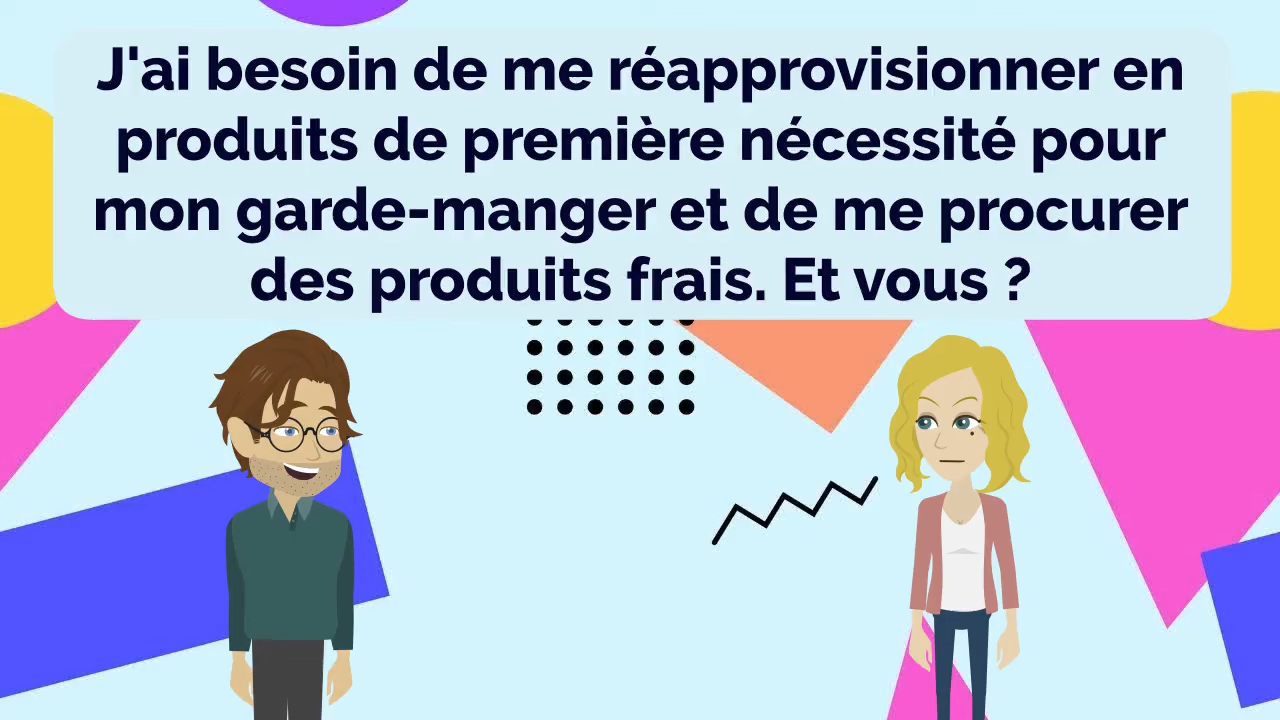 J'ai besoin de me réapprovisionner en
produits de première nécessité pour
mon garde-manger et de me procurer
des produits frais. Et vous ?